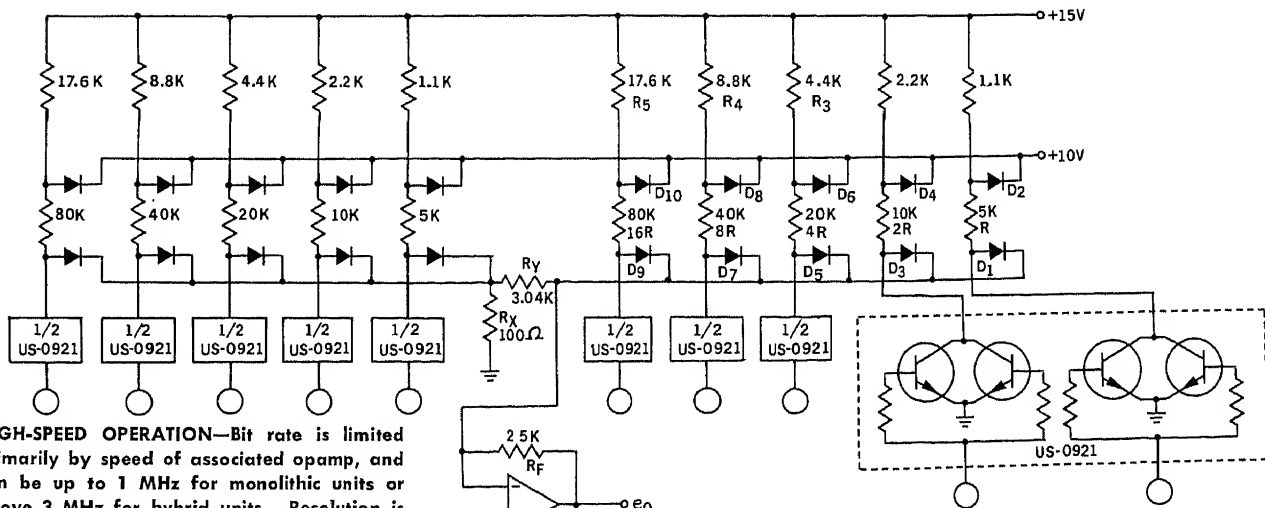 +15V
17.6 K
8.8K
4.4K
2.2K
1.1K
17.6 K
R5
8.8K
R4
4.4K
R3
2.2K
1.1K
+10V
D10
D8
D6
D4
D2
80K
40K
20K
10K
5K
80K
16R
40K
8R
20K
4R
10K
2R
5K
R
D9
D7
D5
D3
D1
RY
3.04K
RX
100Ω
1/2
US-0921
1/2
US-0921
1/2
US-0921
1/2
US-0921
1/2
US-0921
1/2
US-0921
1/2
US-0921
1/2
US-0921
US-0921
25K
RF
−
e0
GH-SPEED OPERATION—Bit rate is limited
marily by speed of associated opamp, and
n be up to 1 MHz for monolithic units or
ove 3 MHz for hybrid units. Resolution is